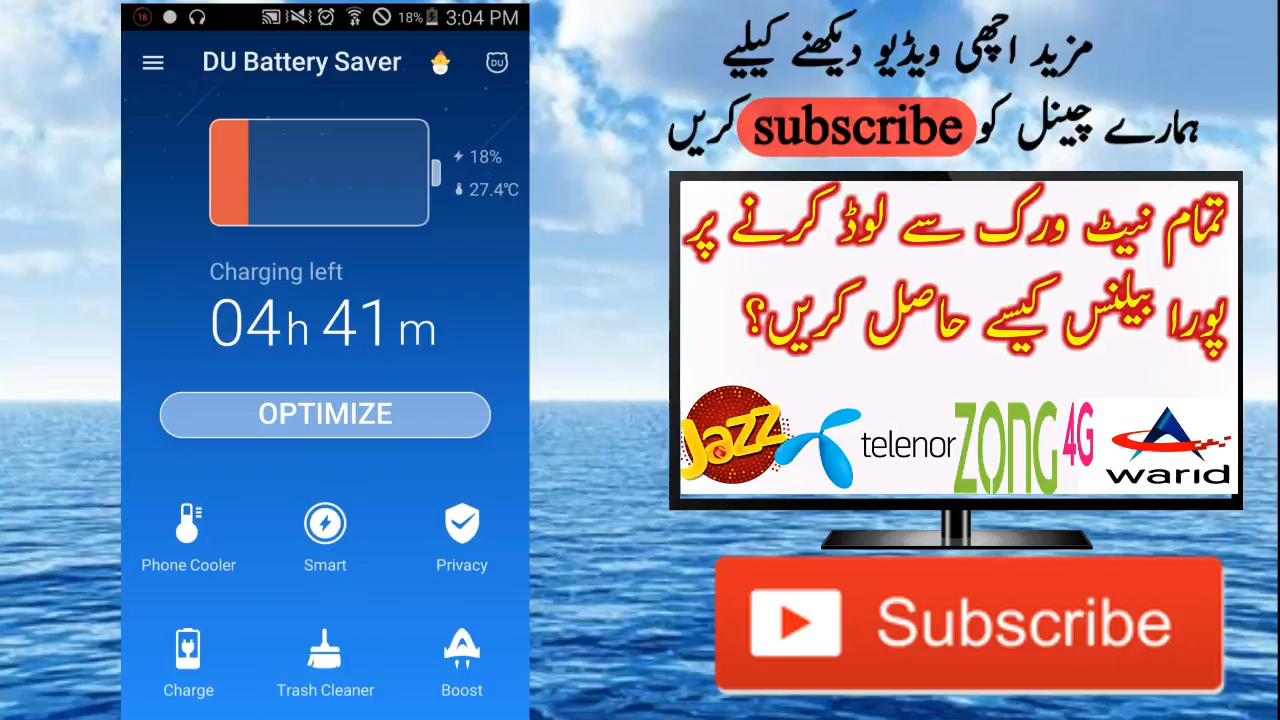 18
18%
3:04 PM
DU Battery Saver
DU
18%
27.4℃
Charging left
04h 41m
OPTIMIZE
Phone Cooler
Smart
Privacy
Charge
Trash Cleaner
Boost
مزید اچھی ویڈیو دیکھنے کیلیے
ہمارے چینل کو subscribe کریں
تمام نیٹ ورک سے لوڈ کرنے پر
پورا بیلنس کیسے حاصل کریں؟
Jazz
telenor
ZONG 4G
warid
Subscribe